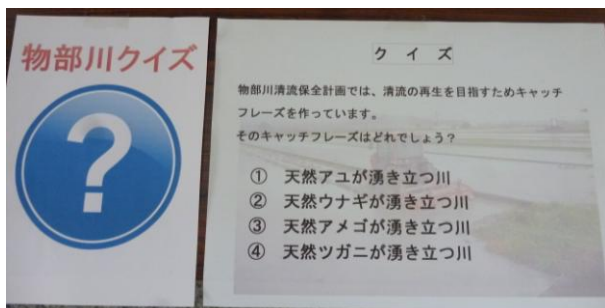 物部川クイズ
?
クイズ
物部川清流保全計画では、清流の再生を目指すためキャッチ
フレーズを作っています。
そのキャッチフレーズはどれでしょう？
① 天然アユが湧き立つ川
② 天然ウナギが湧き立つ川
③ 天然アメゴが湧き立つ川
④ 天然ツガニが湧き立つ川